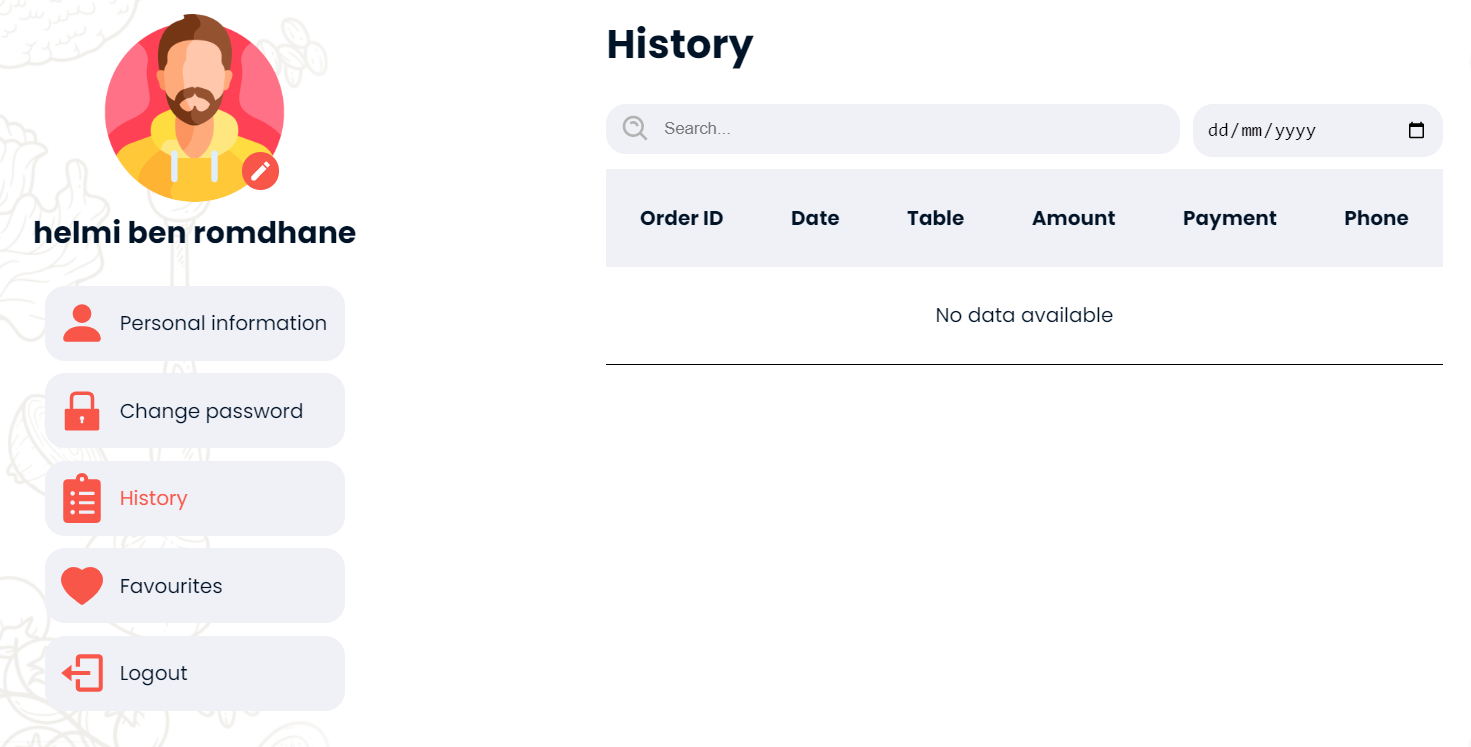 helmi ben romdhane
Personal information
Change password
History
Favourites
Logout
History
Search...
dd/mm/yyyy
Order ID Date Table Amount Payment Phone
No data available